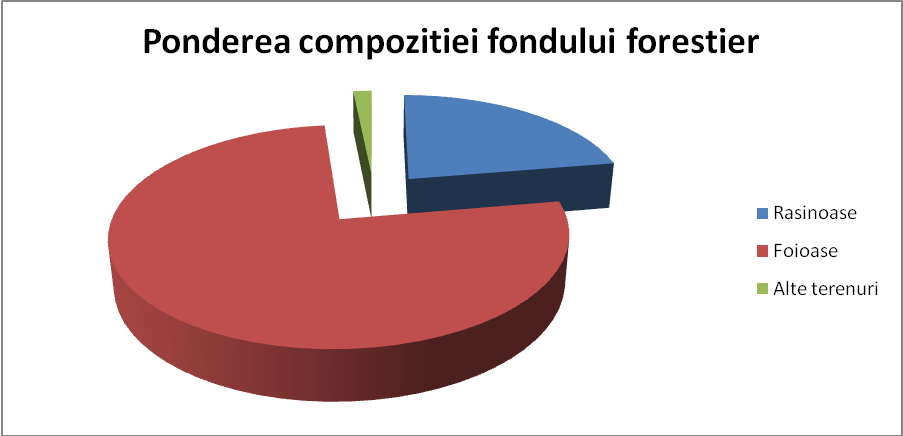 Ponderea compozitiei fondului forestier
Rasinoase
Foioase
Alte terenuri